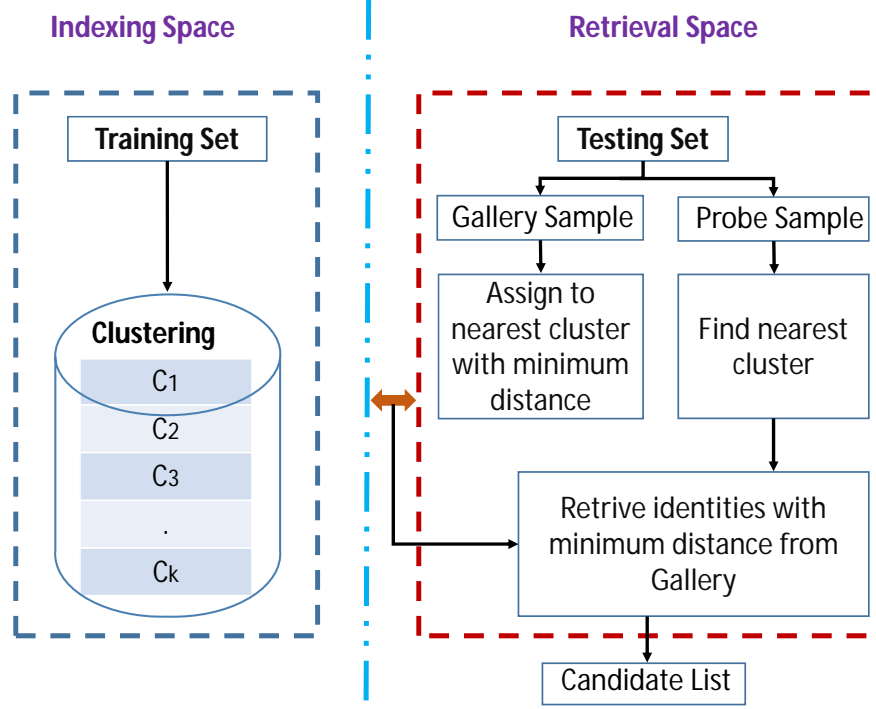 Indexing Space
Training Set
Clustering
C1
C2
C3
.
Ck
Retrieval Space
Testing Set
Gallery Sample
Probe Sample
Assign to
nearest cluster
with minimum
distance
Find nearest
cluster
Retrive identities with
minimum distance from
Gallery
Candidate List